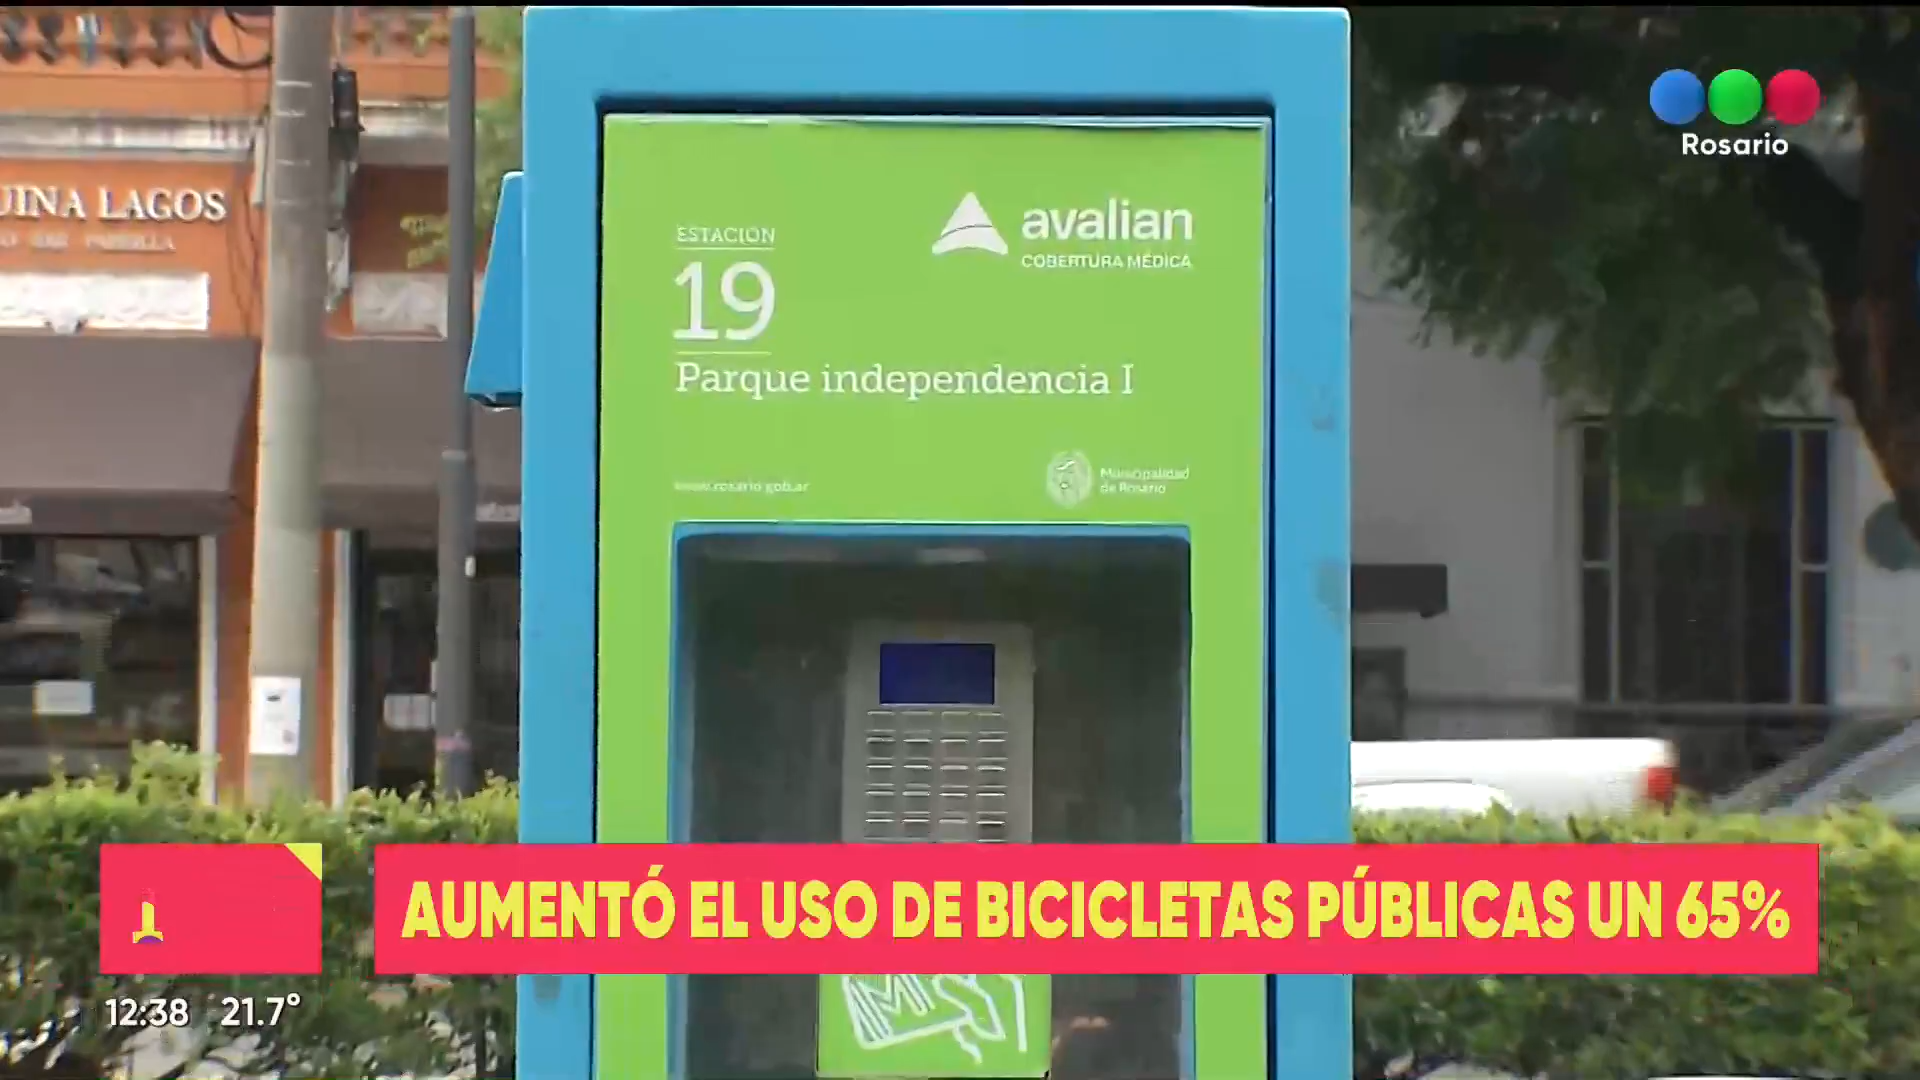 Rosario
UINA LAGOS
avalian
COBERTURA MÉDICA
ESTACIÓN
19
Parque independencia I
www.rosario.gob.ar
Municipalidad
de Rosario
AUMENTÓ EL USO DE BICICLETAS PÚBLICAS UN 65%
12:38 21.7°